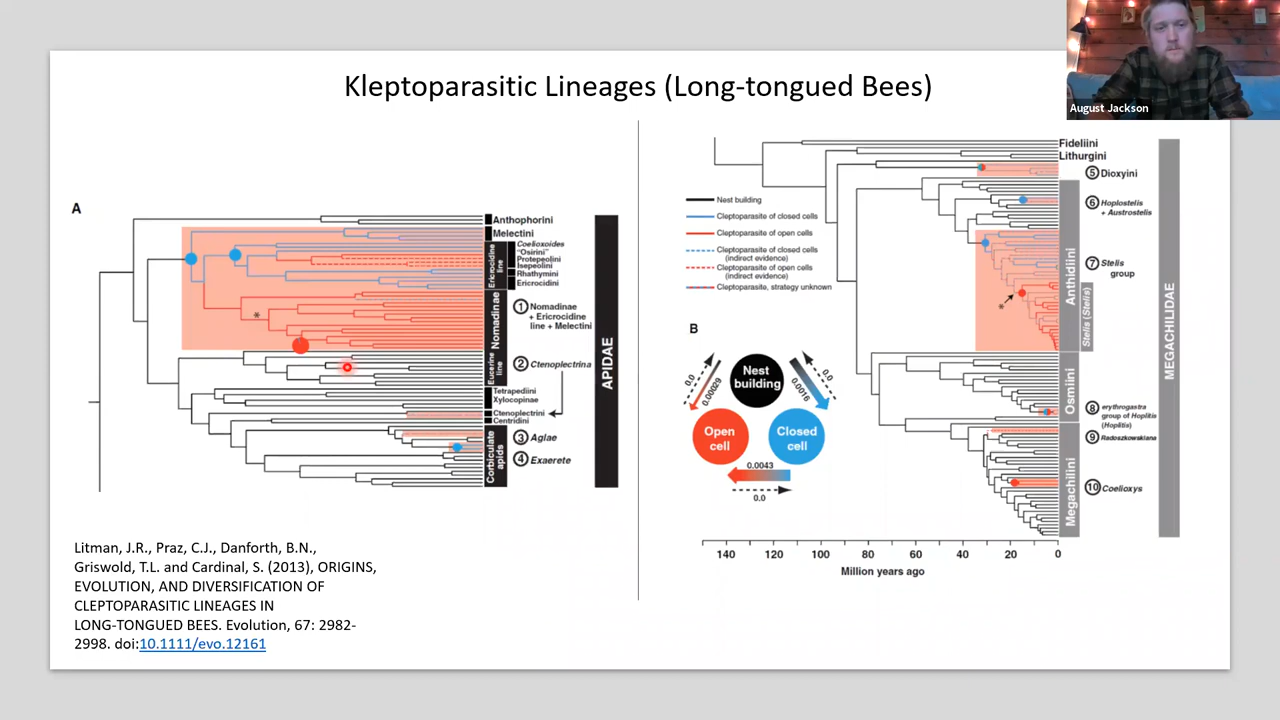 Kleptoparasitic Lineages (Long-tongued Bees)
August Jackson
A
Anthophorini
Melectini
Coelioxoides
"Osirini"
Protepeolini
Isepeolini
Rhathymini
Ericrocidini
Ericrocidine
line
Nomadinae
① Nomadinae
+ Ericrocidine
line + Melectini
Eucerine
line
② Ctenoplectrina
Tetrapediini
Xylocopinae
Ctenoplectrini
Centridini
Corbiculate
apids
③ Aglae
④ Exaerete
APIDAE
Fideliini
Lithurgini
⑤ Dioxyini
⑥ Hoplostelis
+ Austrostelis
⑦ Stelis
group
Anthidiini
Stelis (Stelis)
Osmiini
⑧ erythrogastra
group of Hoplitis
(Hoplitis)
⑨ Radoszkowskiana
⑩ Coelioxys
Megachilini
MEGACHILIDAE
Nest building
Cleptoparasite of closed cells
Cleptoparasite of open cells
Cleptoparasite of closed cells
(indirect evidence)
Cleptoparasite of open cells
(indirect evidence)
Cleptoparasite, strategy unknown
B
Nest
building
Open
cell
Closed
cell
0.0
0.00029
0.0
0.0016
0.0043
0.0
140 120 100 80 60 40 20 0
Million years ago
Litman, J.R., Praz, C.J., Danforth, B.N.,
Griswold, T.L. and Cardinal, S. (2013), ORIGINS,
EVOLUTION, AND DIVERSIFICATION OF
CLEPTOPARASITIC LINEAGES IN
LONG-TONGUED BEES. Evolution, 67: 2982-
2998. doi:10.1111/evo.12161